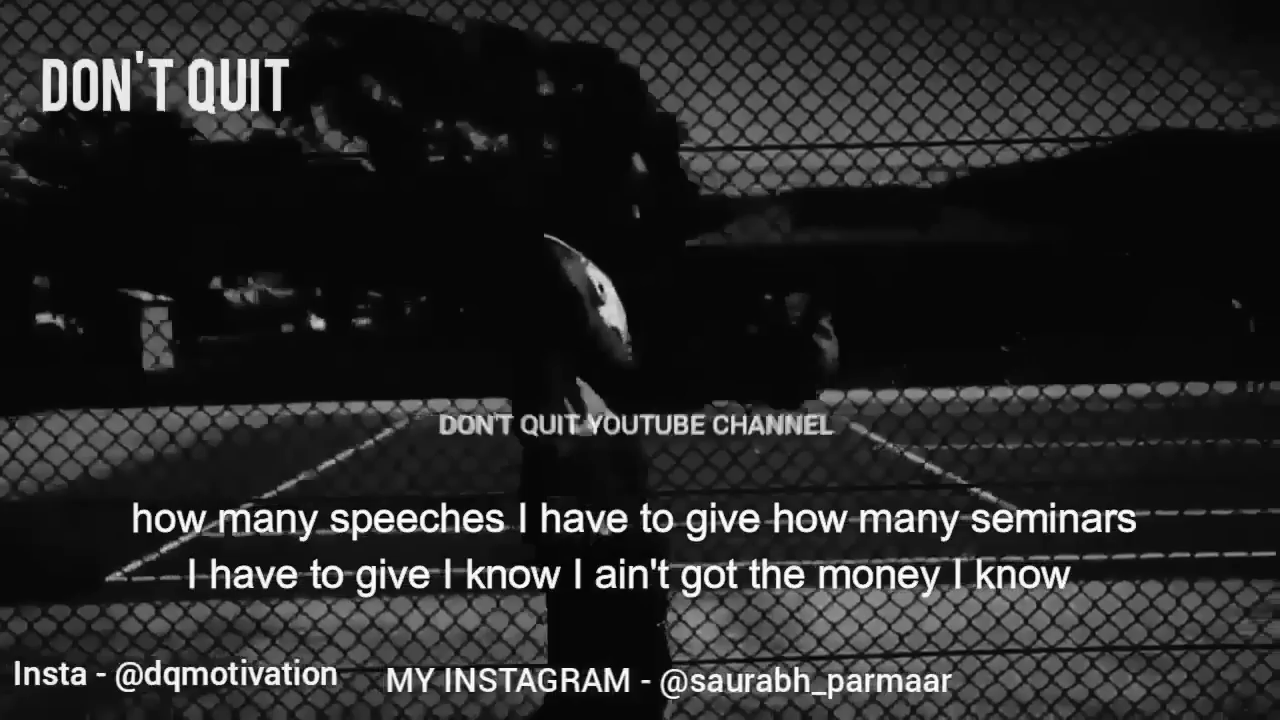 DON'T QUIT
DON'T QUIT YOUTUBE CHANNEL
how many speeches I have to give how many seminars
I have to give I know I ain't got the money I know
Insta - @dqmotivation
MY INSTAGRAM - @saurabh_parmaar